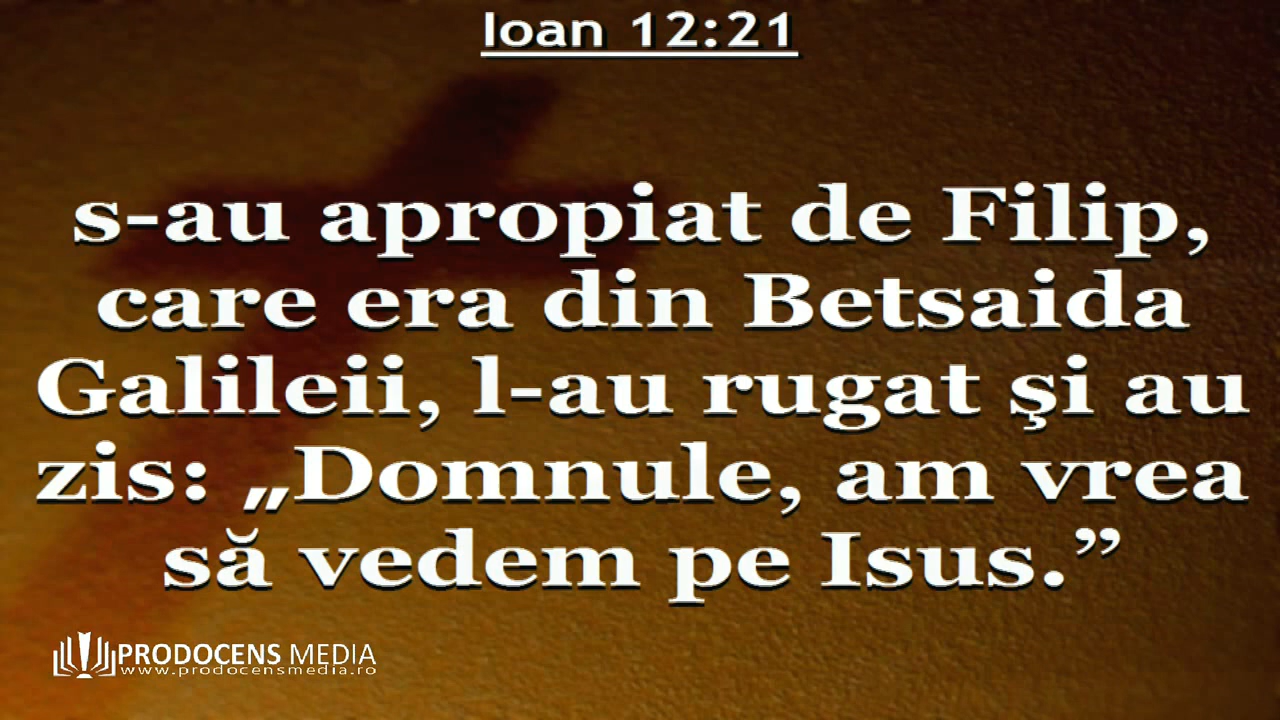 Ioan 12:21
s-au apropiat de Filip,
care era din Betsaida
Galileii, l-au rugat şi au
zis: „Domnule, am vrea
să vedem pe Isus.”
PRODOCENS MEDIA
www.prodocensmedia.ro